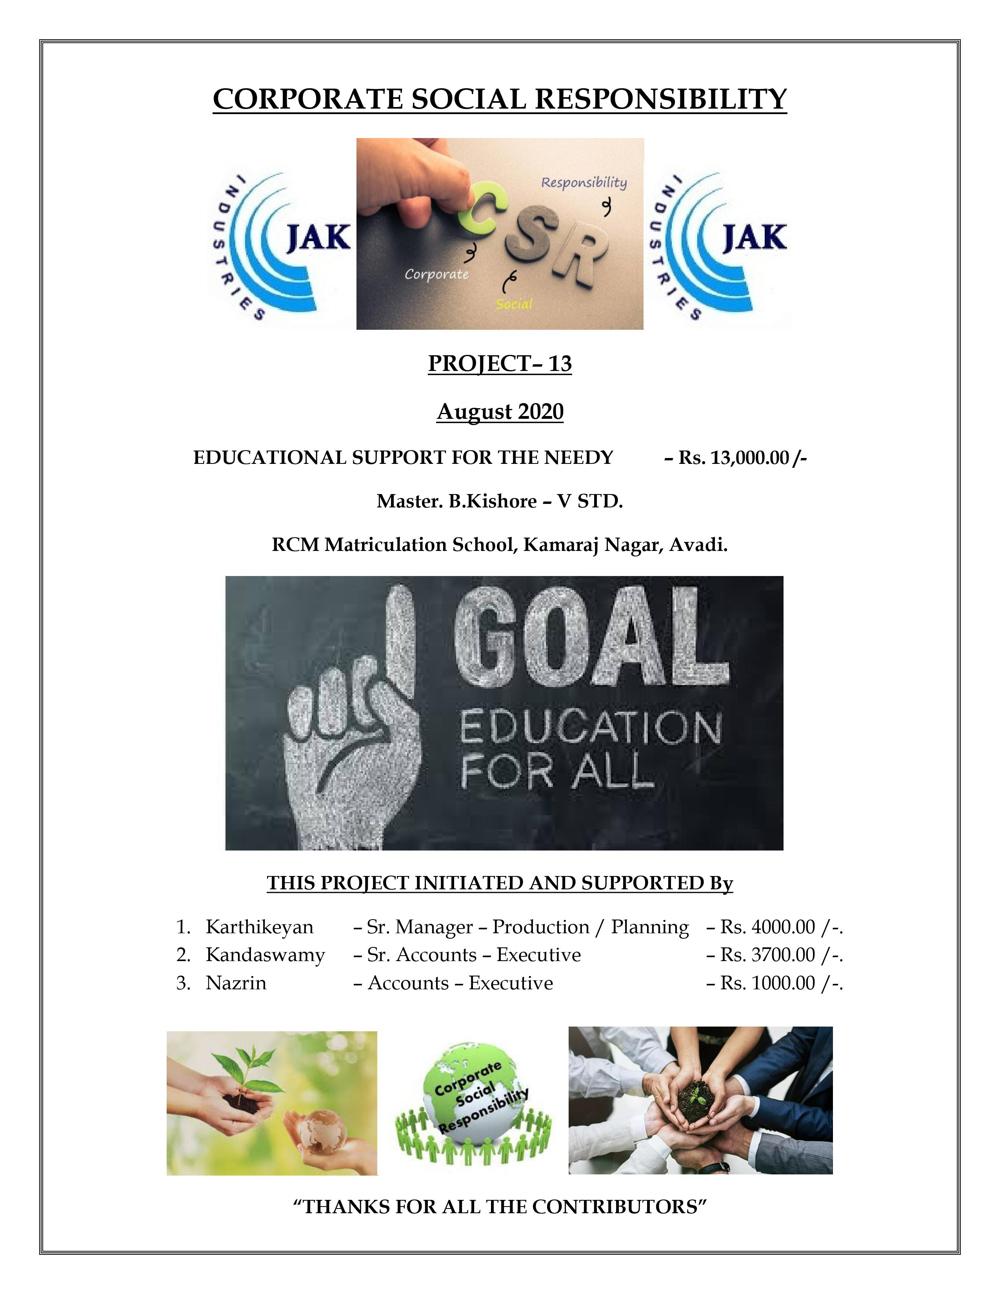 CORPORATE SOCIAL RESPONSIBILITY
INDUSTRIES
JAK
Responsibility
CSR
Corporate
Social
INDUSTRIES
JAK
PROJECT– 13
August 2020
EDUCATIONAL SUPPORT FOR THE NEEDY – Rs. 13,000.00 /-
Master. B.Kishore – V STD.
RCM Matriculation School, Kamaraj Nagar, Avadi.
GOAL
EDUCATION
FOR ALL
THIS PROJECT INITIATED AND SUPPORTED By
1. Karthikeyan – Sr. Manager – Production / Planning – Rs. 4000.00 /-.
2. Kandaswamy – Sr. Accounts – Executive – Rs. 3700.00 /-.
3. Nazrin – Accounts – Executive – Rs. 1000.00 /-.
Corporate
Social
Responsibility
“THANKS FOR ALL THE CONTRIBUTORS”